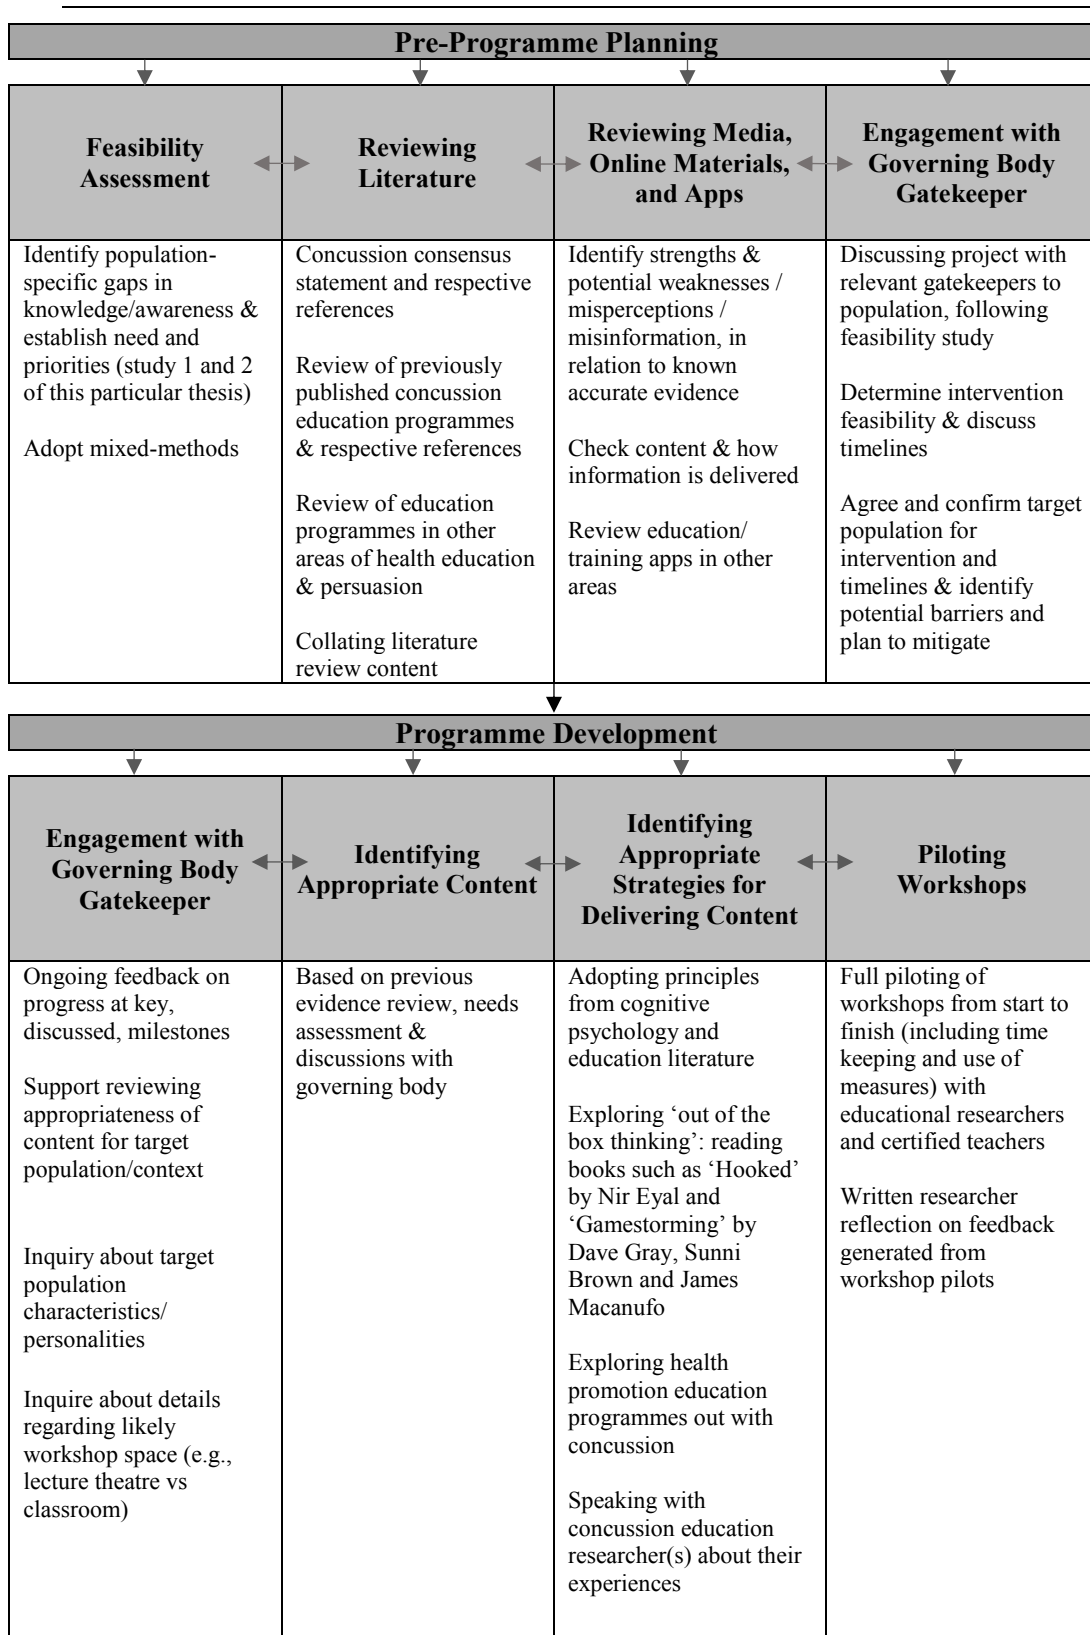 Pre-Programme Planning
Feasibility
Assessment
Reviewing
Literature
Reviewing Media,
Online Materials,
and Apps
Engagement with
Governing Body
Gatekeeper
Identify population-
specific gaps in
knowledge/awareness &
establish need and
priorities (study 1 and 2
of this particular thesis)
Adopt mixed-methods
Concussion consensus
statement and respective
references
Review of previously
published concussion
education programmes
& respective references
Review of education
programmes in other
areas of health education
& persuasion
Collating literature
review content
Identify strengths &
potential weaknesses /
misperceptions /
misinformation, in
relation to known
accurate evidence
Check content & how
information is delivered
Review education/
training apps in other
areas
Discussing project with
relevant gatekeepers to
population, following
feasibility study
Determine intervention
feasibility & discuss
timelines
Agree and confirm target
population for
intervention and
timelines & identify
potential barriers and
plan to mitigate
Programme Development
Engagement with
Governing Body
Gatekeeper
Identifying
Appropriate Content
Identifying
Appropriate
Strategies for
Delivering Content
Piloting
Workshops
Ongoing feedback on
progress at key,
discussed, milestones
Support reviewing
appropriateness of
content for target
population/context
Inquiry about target
population
characteristics/
personalities
Inquire about details
regarding likely
workshop space (e.g.,
lecture theatre vs
classroom)
Based on previous
evidence review, needs
assessment &
discussions with
governing body
Adopting principles
from cognitive
psychology and
education literature
Exploring ‘out of the
box thinking’: reading
books such as ‘Hooked’
by Nir Eyal and
‘Gamestorming’ by
Dave Gray, Sunni
Brown and James
Macanufo
Exploring health
promotion education
programmes out with
concussion
Speaking with
concussion education
researcher(s) about their
experiences
Full piloting of
workshops from start to
finish (including time
keeping and use of
measures) with
educational researchers
and certified teachers
Written researcher
reflection on feedback
generated from
workshop pilots